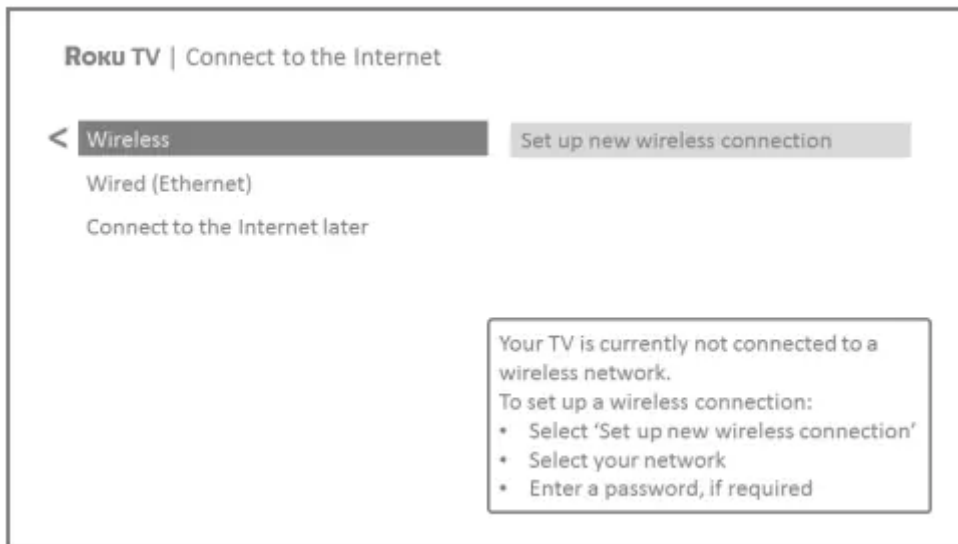 ROKU TV | Connect to the Internet
< Wireless
Set up new wireless connection
Wired (Ethernet)
Connect to the Internet later
Your TV is currently not connected to a
wireless network.
To set up a wireless connection:
• Select ‘Set up new wireless connection’
• Select your network
• Enter a password, if required